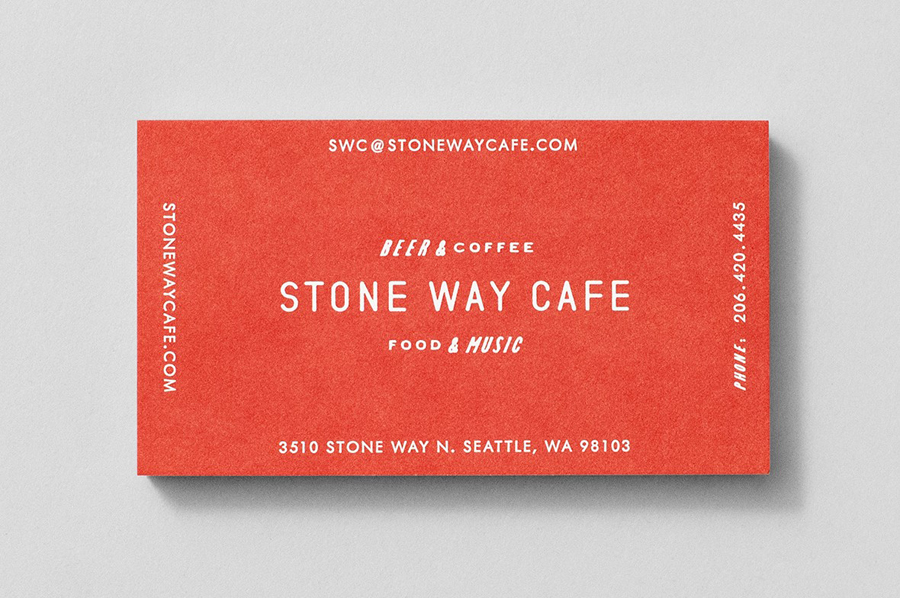 SWC@STONEWAYCAFE.COM
STONEWAYCAFE.COM
BEER & COFFEE
STONE WAY CAFE
FOOD & MUSIC
PHONE: 206.420.4435
3510 STONE WAY N. SEATTLE, WA 98103